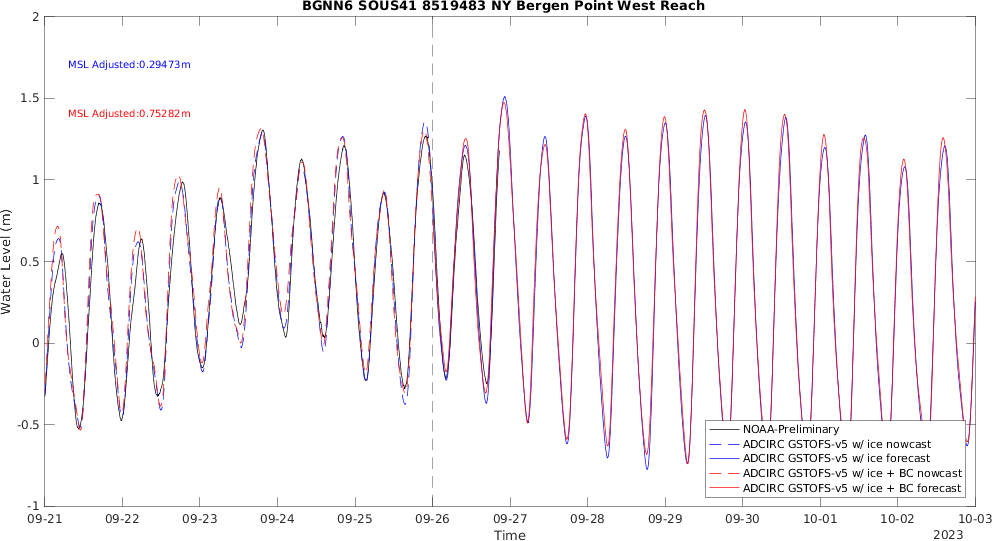 BGNN6 SOUS41 8519483 NY Bergen Point West Reach
2
MSL Adjusted:0.29473m
1.5
MSL Adjusted:0.75282m
1
0.5
0
-0.5
-1
Water Level (m)
NOAA-Preliminary
ADCIRC GSTOFS-v5 w/ ice nowcast
ADCIRC GSTOFS-v5 w/ ice forecast
ADCIRC GSTOFS-v5 w/ ice + BC nowcast
ADCIRC GSTOFS-v5 w/ ice + BC forecast
09-21 09-22 09-23 09-24 09-25 09-26 09-27 09-28 09-29 09-30 10-01 10-02 10-03
Time
2023